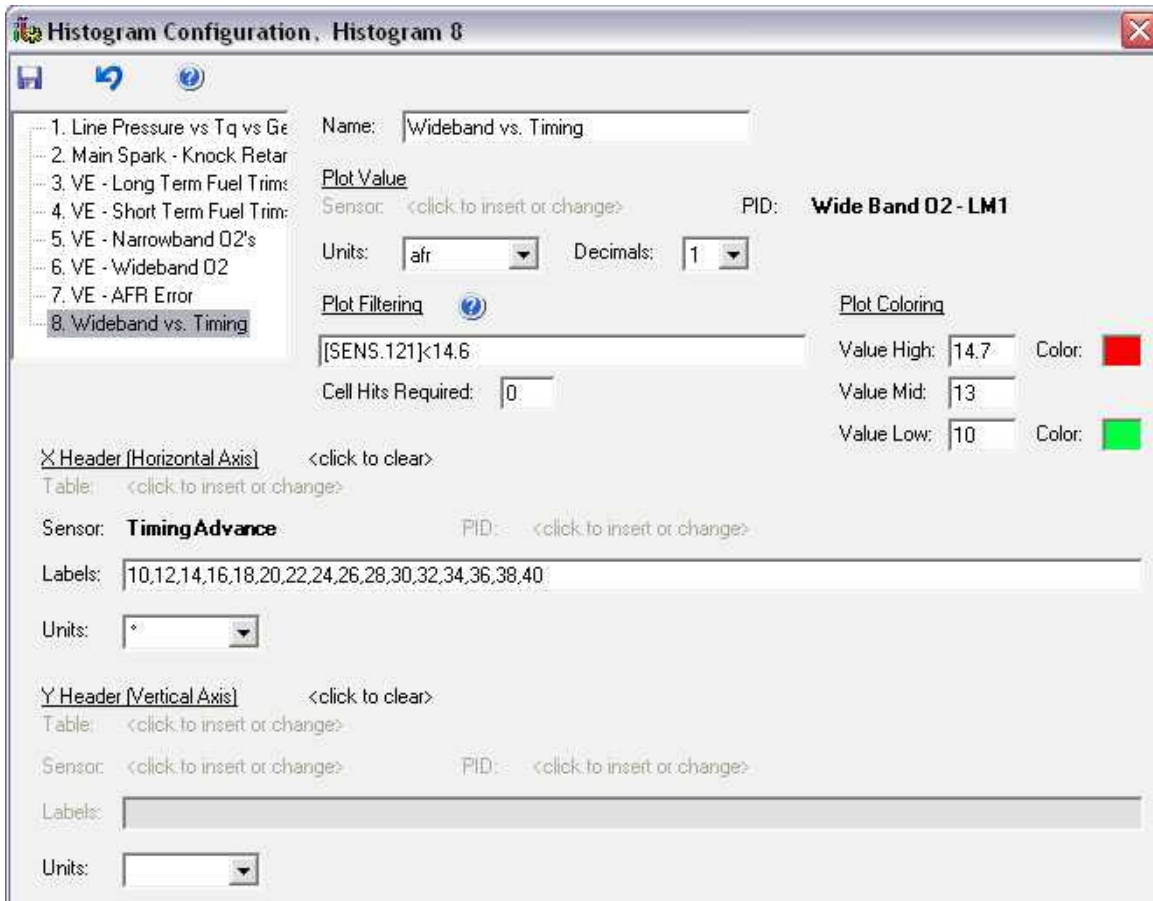 Histogram Configuration, Histogram 8
1. Line Pressure vs Tq vs Ge
2. Main Spark - Knock Retar
3. VE - Long Term Fuel Trims
4. VE - Short Term Fuel Trim
5. VE - Narrowband O2's
6. VE - Wideband O2
7. VE - AFR Error
8. Wideband vs. Timing
Name: Wideband vs. Timing
Plot Value
Sensor: <click to insert or change> PID: Wide Band O2 - LM1
Units: afr Decimals: 1
Plot Filtering
[SENS.121]<14.6
Cell Hits Required: 0
Plot Coloring
Value High: 14.7 Color:
Value Mid: 13
Value Low: 10 Color:
X Header (Horizontal Axis) <click to clear>
Table: <click to insert or change>
Sensor: Timing Advance PID: <click to insert or change>
Labels: 10,12,14,16,18,20,22,24,26,28,30,32,34,36,38,40
Units: °
Y Header (Vertical Axis) <click to clear>
Table: <click to insert or change>
Sensor: <click to insert or change> PID: <click to insert or change>
Labels:
Units: